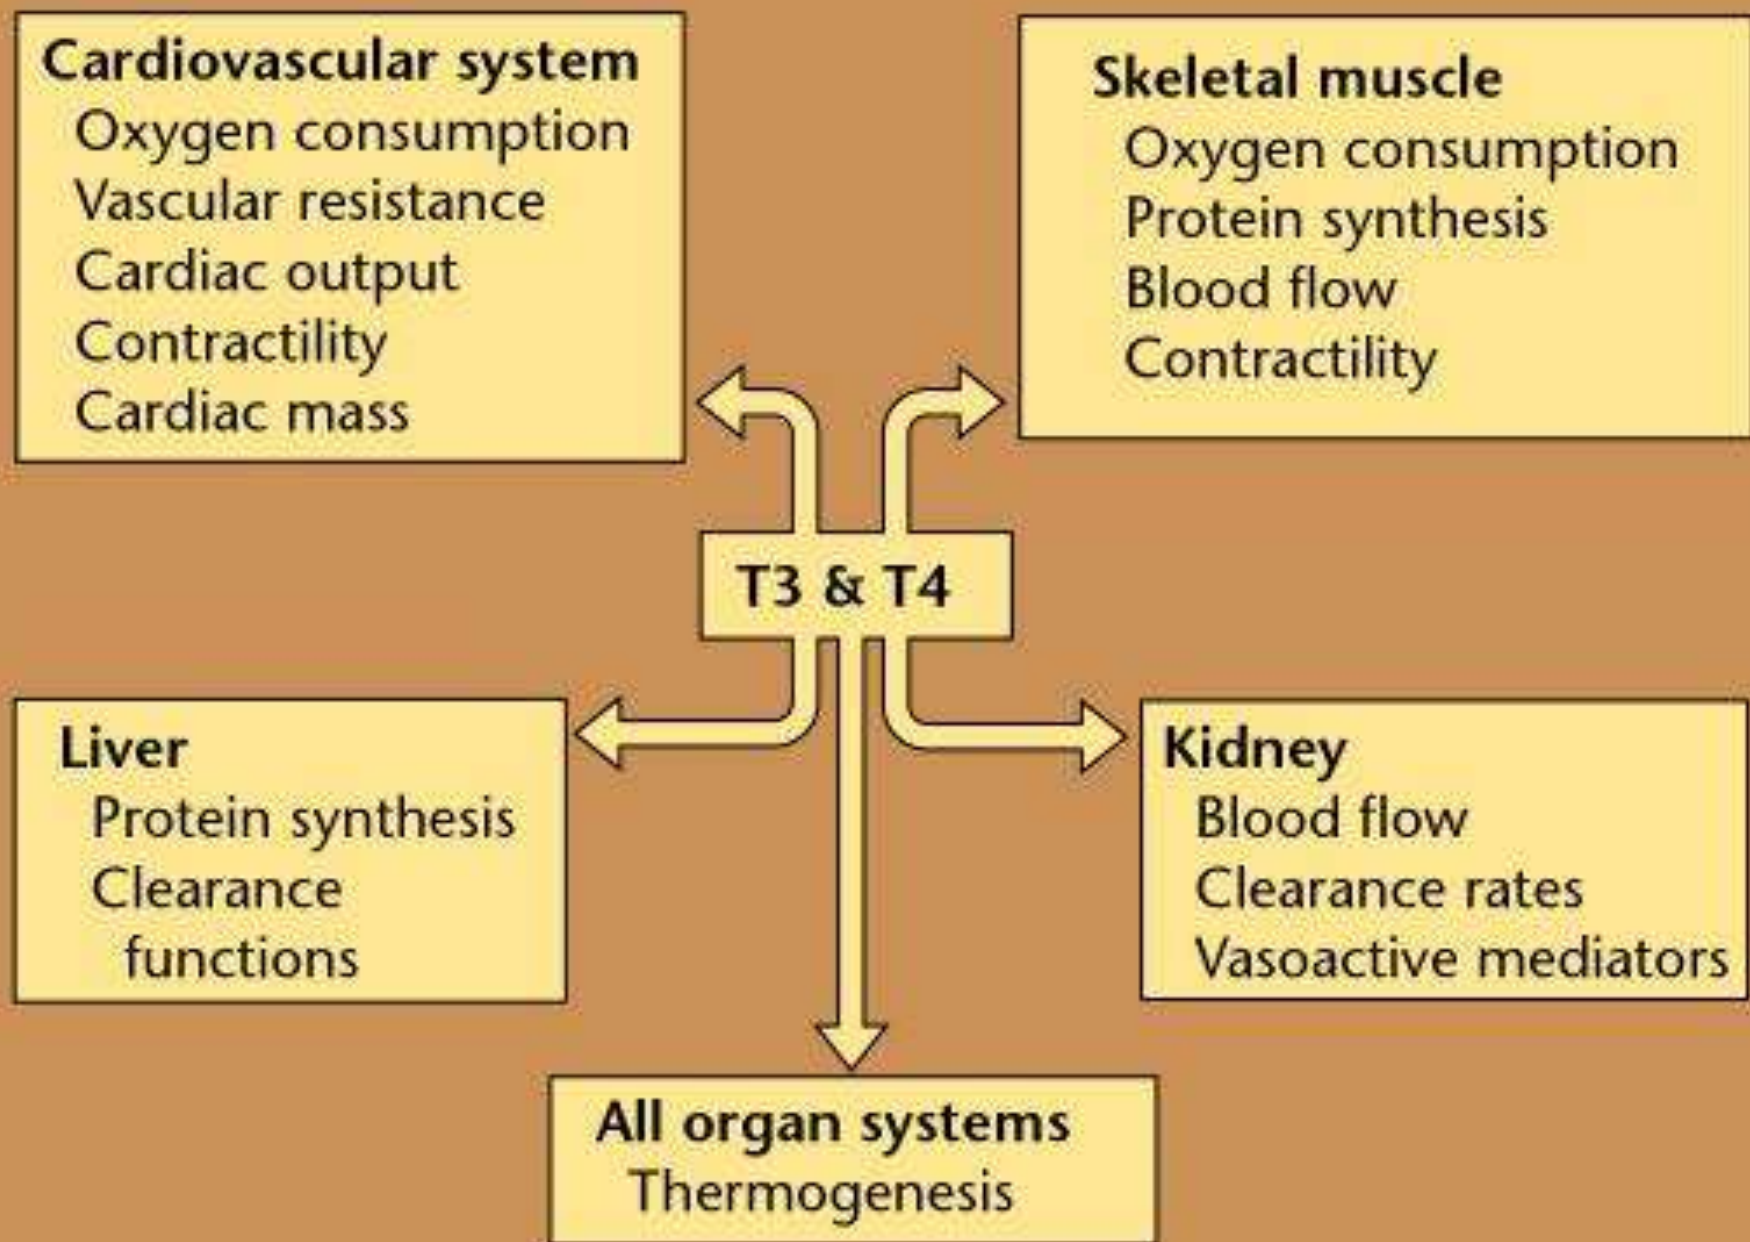 Cardiovascular system
Oxygen consumption
Vascular resistance
Cardiac output
Contractility
Cardiac mass
Skeletal muscle
Oxygen consumption
Protein synthesis
Blood flow
Contractility
T3 & T4
Liver
Protein synthesis
Clearance
functions
Kidney
Blood flow
Clearance rates
Vasoactive mediators
All organ systems
Thermogenesis